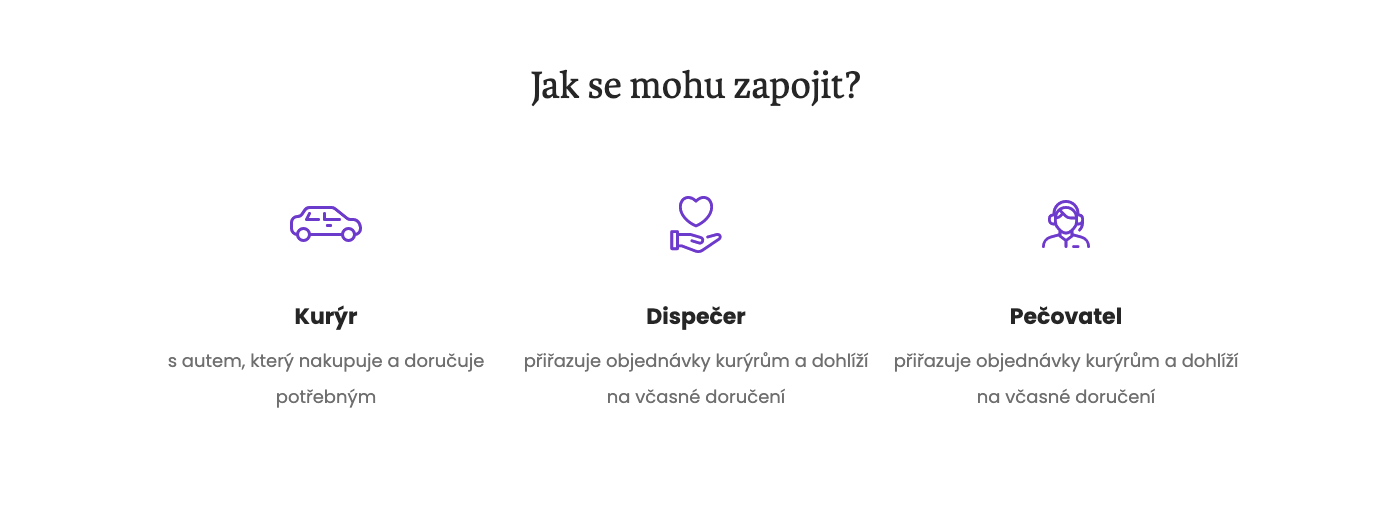 Jak se mohu zapojit?
Kurýr
s autem, který nakupuje a doručuje
potřebným
Dispečer
přiřazuje objednávky kurýrům a dohlíží
na včasné doručení
Pečovatel
přiřazuje objednávky kurýrům a dohlíží
na včasné doručení